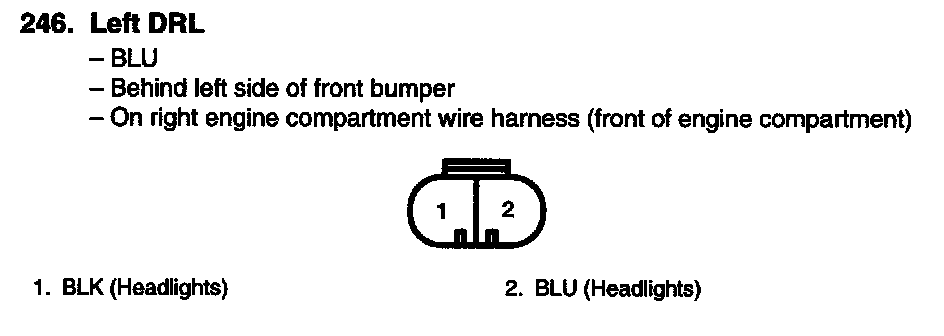 246. Left DRL
– BLU
– Behind left side of front bumper
– On right engine compartment wire harness (front of engine compartment)
1 2
1. BLK (Headlights) 2. BLU (Headlights)